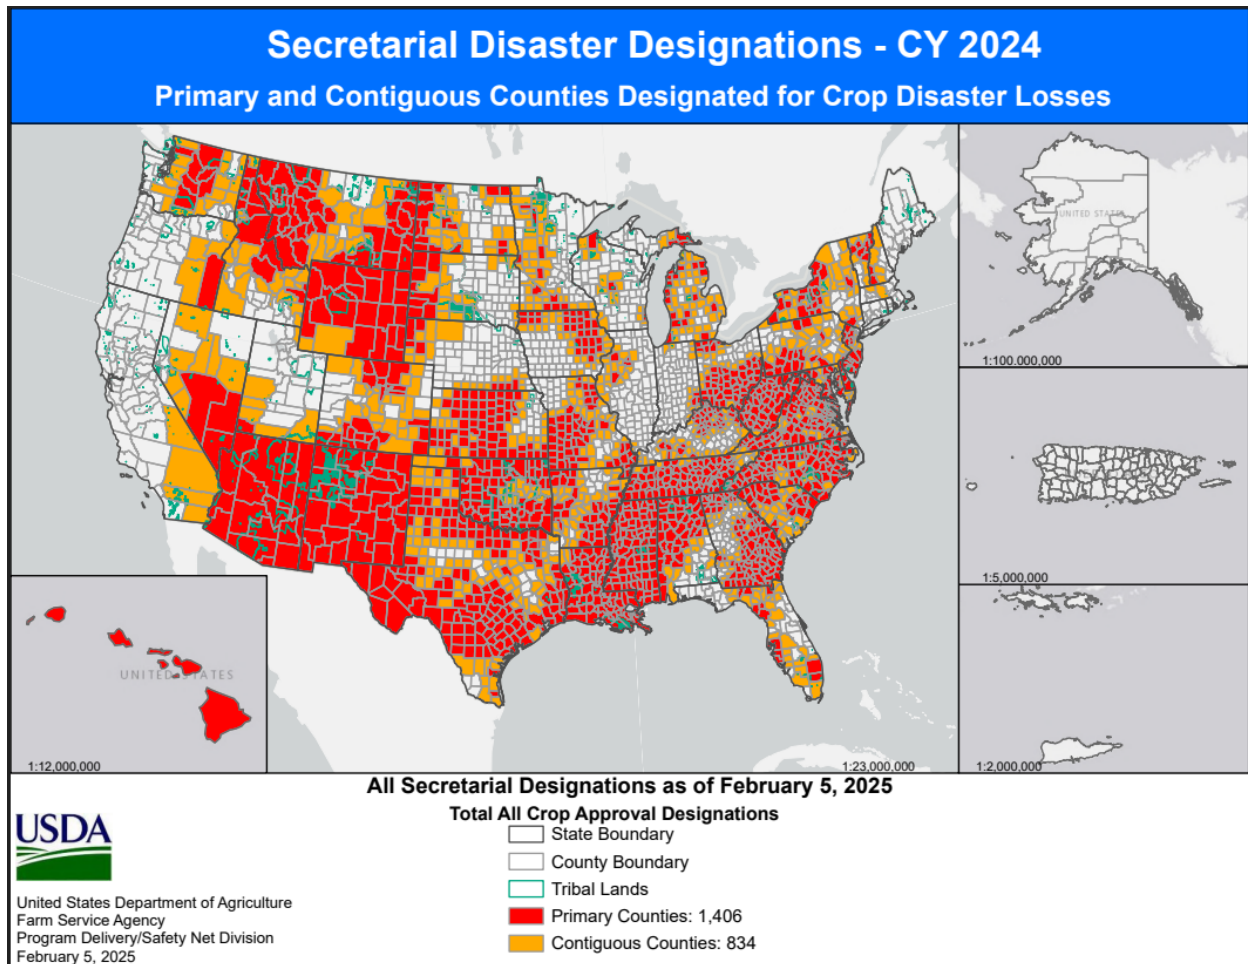 Secretarial Disaster Designations - CY 2024
Primary and Contiguous Counties Designated for Crop Disaster Losses
UNITED STATES
1:100.000,000
1:5,000,000
UNITED STATES
1:12,000,000
1:23,000,000
1:2,000,000
All Secretarial Designations as of February 5, 2025
Total All Crop Approval Designations
State Boundary
County Boundary
Tribal Lands
Primary Counties: 1,406
Contiguous Counties: 834
USDA
United States Department of Agriculture
Farm Service Agency
Program Delivery/Safety Net Division
February 5, 2025